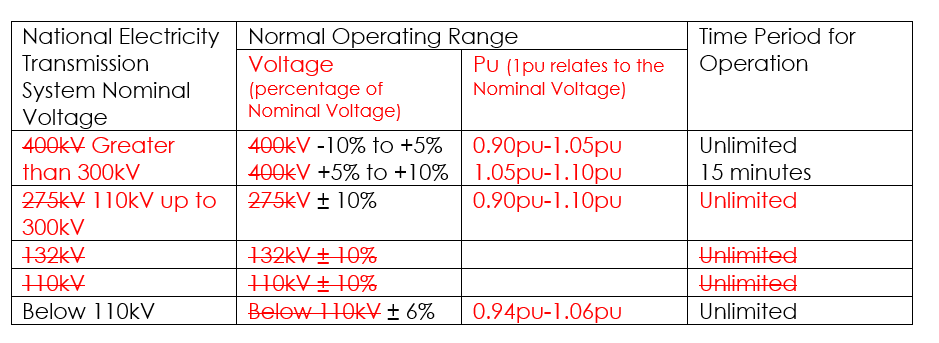 National Electricity
Transmission
System Nominal
Voltage
Normal Operating Range
Voltage
(percentage of
Nominal Voltage)
Pu (1pu relates to the
Nominal Voltage)
Time Period for
Operation
400kV Greater
than 300kV
400kV -10% to +5%
400kV +5% to +10%
0.90pu-1.05pu
1.05pu-1.10pu
Unlimited
15 minutes
275kV 110kV up to
300kV
275kV ± 10%
0.90pu-1.10pu
Unlimited
132kV
132kV ± 10%
Unlimited
110kV
110kV ± 10%
Unlimited
Below 110kV
Below 110kV ± 6%
0.94pu-1.06pu
Unlimited